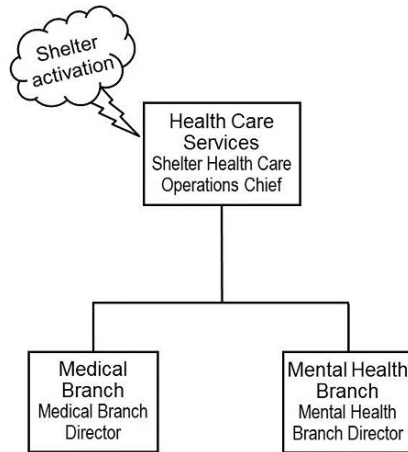 Shelter
activation
Health Care
Services
Shelter Health Care
Operations Chief
Medical
Branch
Medical Branch
Director
Mental Health
Branch
Mental Health
Branch Director